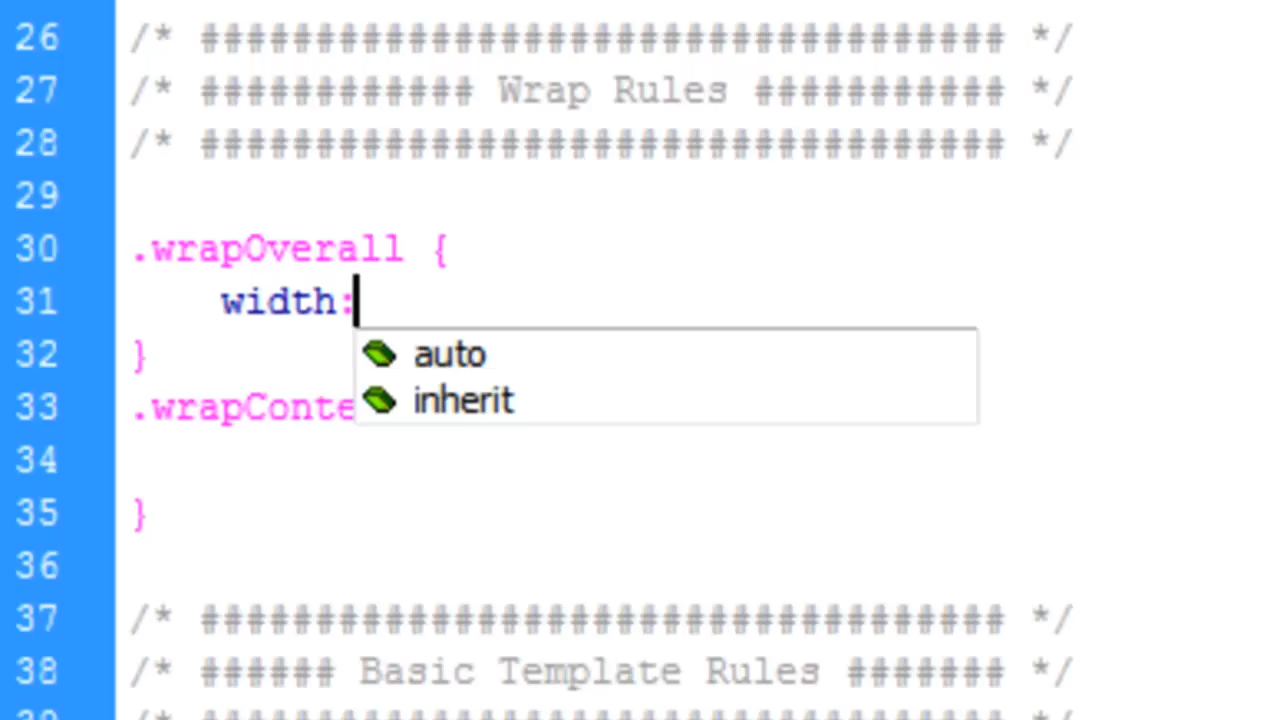 26 /* ################################### */
27 /* ############ Wrap Rules ########### */
28 /* ################################### */
29
30 .wrapOverall {
31 width:
auto
32 }
inherit
33 .wrapConte
34
35 }
36
37 /* ################################### */
38 /* ###### Basic Template Rules ####### */
39 /* ################################### */